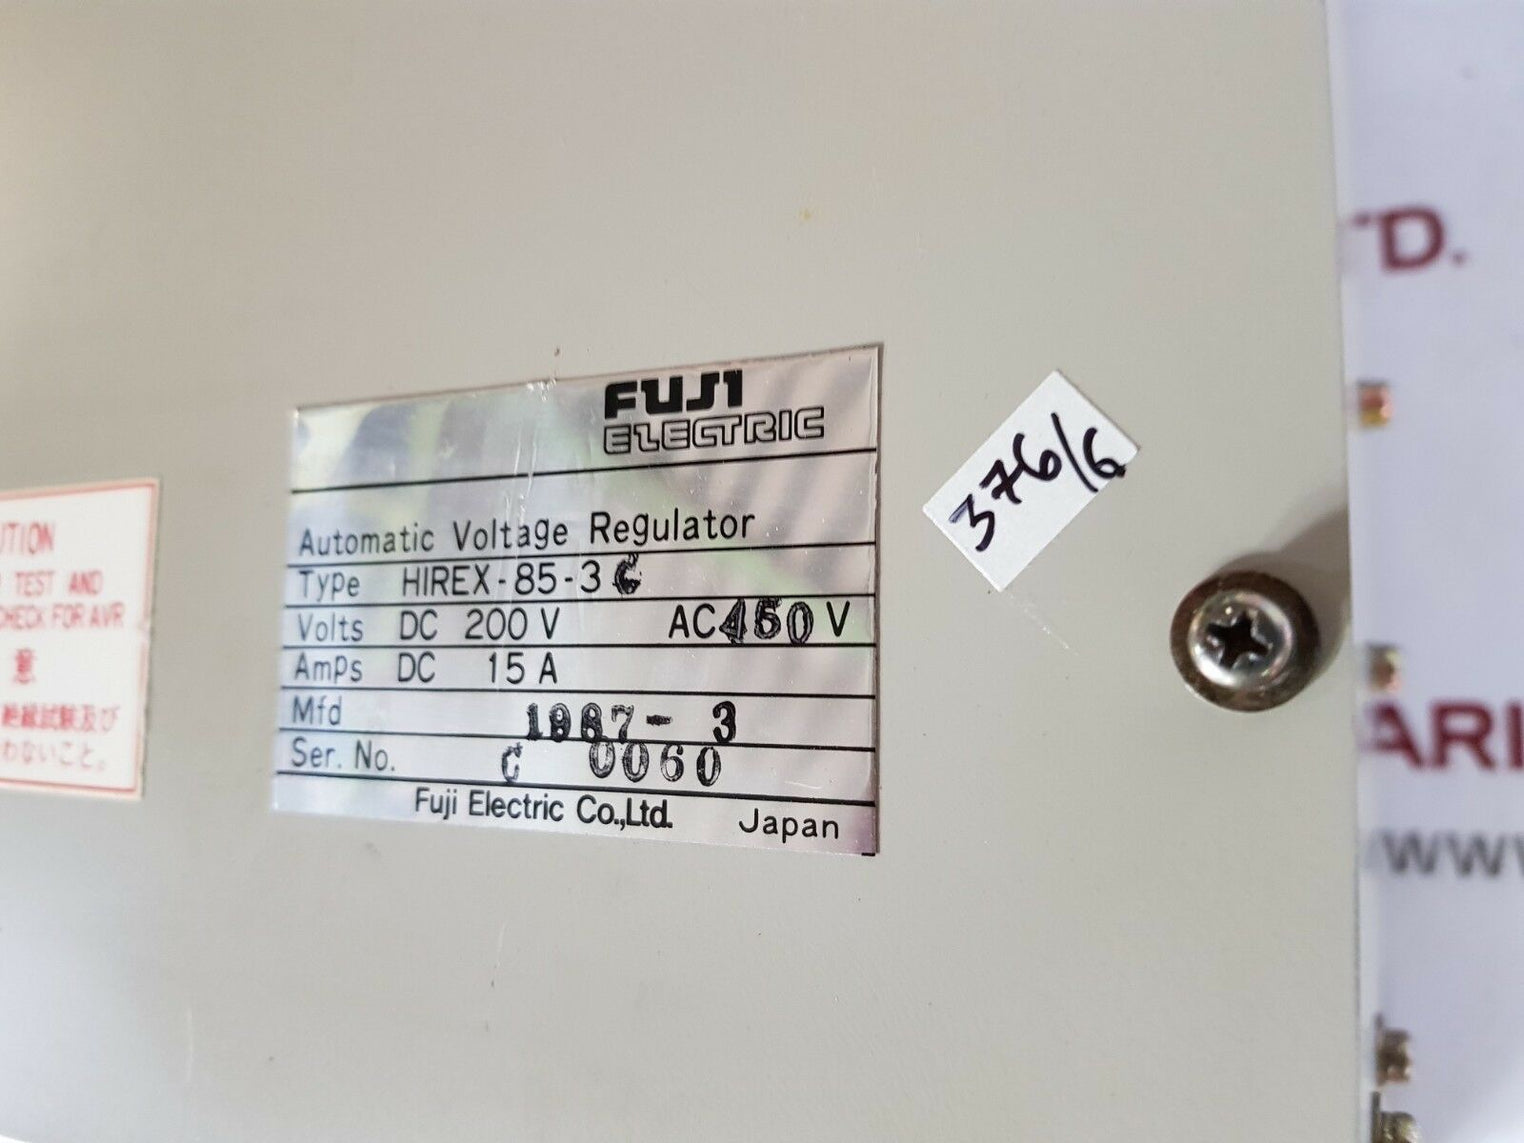 FUJI
ELECTRIC
Automatic Voltage Regulator
Type HIREX-85-3C
Volts DC 200 V AC450 V
Amps DC 15 A
Mfd 1987-3
Ser. No. C 0060
Fuji Electric Co.,Ltd. Japan
376/6
UTION
TEST AND
CHECK FOR AVR
意
絶縁試験及び
わないこと。
TD.
ARI
WWW